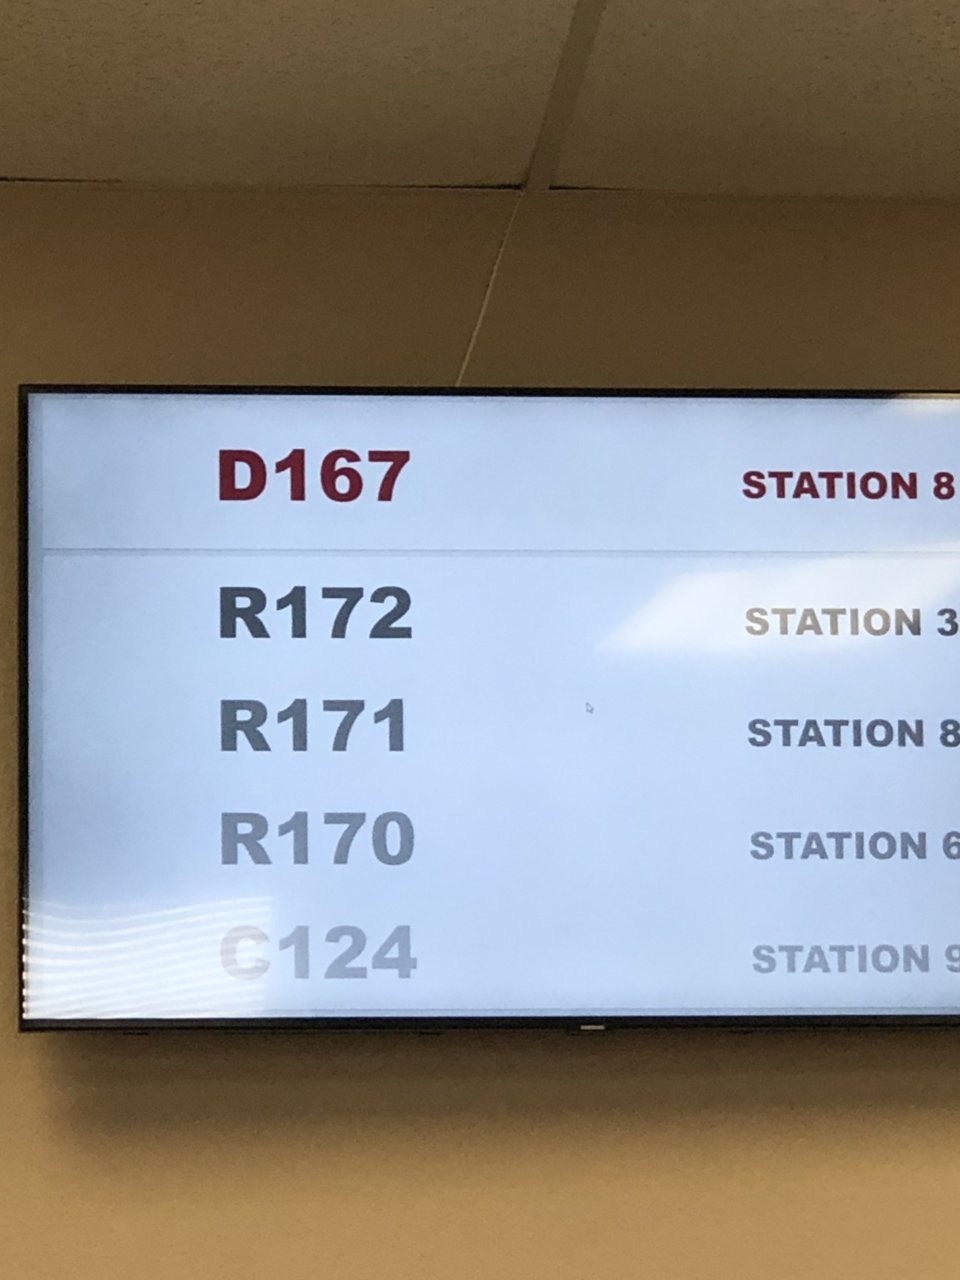 D167 STATION 8
R172 STATION 3
R171 STATION 8
R170 STATION 6
C124 STATION 9